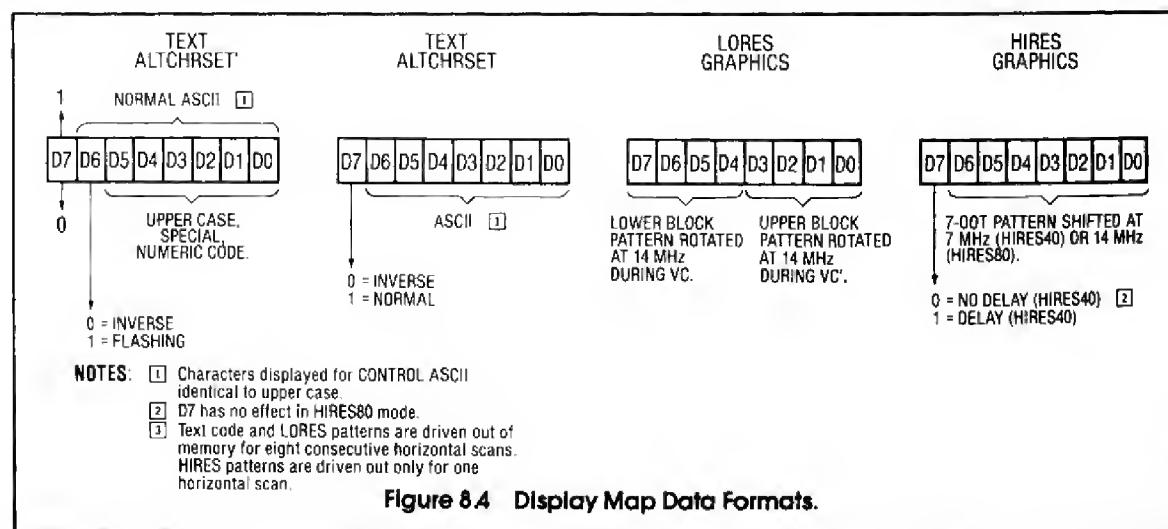 TEXT
ALTCHRSET'
TEXT
ALTCHRSET
LORES
GRAPHICS
HIRES
GRAPHICS
1
NORMAL ASCII 1
D7 D6 D5 D4 D3 D2 D1 D0
0
UPPER CASE,
SPECIAL,
NUMERIC CODE.
0 = INVERSE
1 = FLASHING
D7 D6 D5 D4 D3 D2 D1 D0
ASCII 1
0 = INVERSE
1 = NORMAL
D7 D6 D5 D4 D3 D2 D1 D0
LOWER BLOCK
PATTERN ROTATED
AT 14 MHz
DURING VC.
UPPER BLOCK
PATTERN ROTATED
AT 14 MHz
DURING VC'.
D7 D6 D5 D4 D3 D2 D1 D0
7-DOT PATTERN SHIFTED AT
7 MHz (HIRES40) OR 14 MHz
(HIRES80).
0 = NO DELAY (HIRES40) 2
1 = DELAY (HIRES40)
NOTES: 1 Characters displayed for CONTROL ASCII
identical to upper case.
2 D7 has no effect in HIRES80 mode.
3 Text code and LORES patterns are driven out of
memory for eight consecutive horizontal scans.
HIRES patterns are driven out only for one
horizontal scan.
Figure 8.4 Display Map Data Formats.